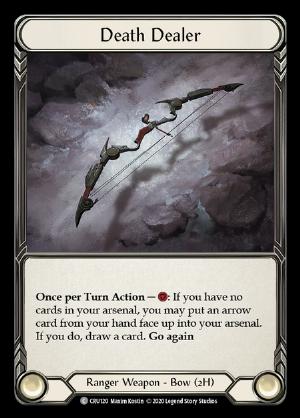 Death Dealer
Once per Turn Action — : If you have no
cards in your arsenal, you may put an arrow
card from your hand face up into your arsenal.
If you do, draw a card. Go again
C CRU120 Maxim Kostin © 2020 Legend Story Studios
Ranger Weapon - Bow (2H)